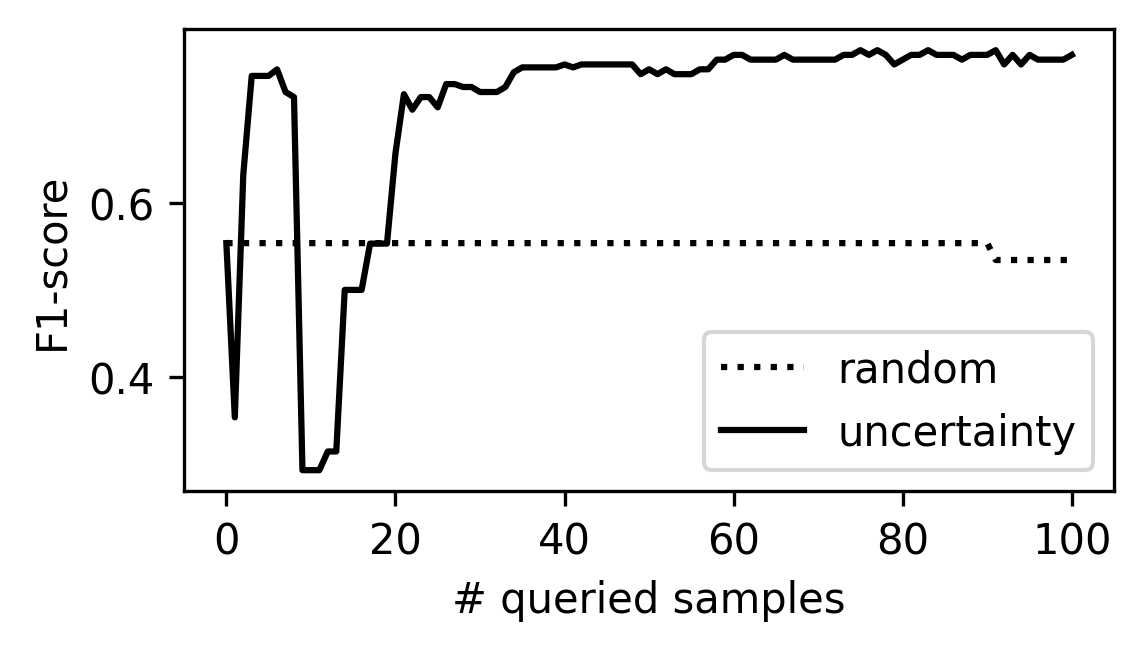 F1-score
0.6
0.4
random
uncertainty
0 20 40 60 80 100
# queried samples